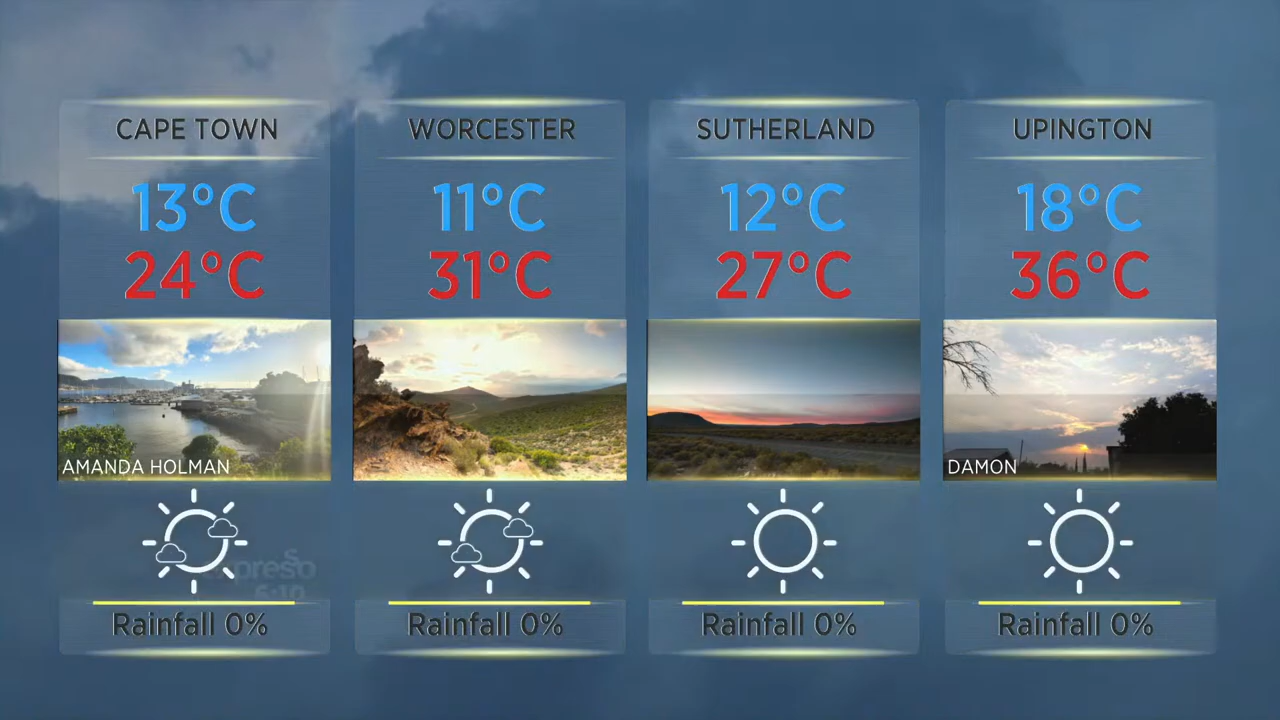 CAPE TOWN
13°C
24°C
AMANDA HOLMAN
Rainfall 0%
WORCESTER
11°C
31°C
Rainfall 0%
SUTHERLAND
12°C
27°C
Rainfall 0%
UPINGTON
18°C
36°C
DAMON
Rainfall 0%